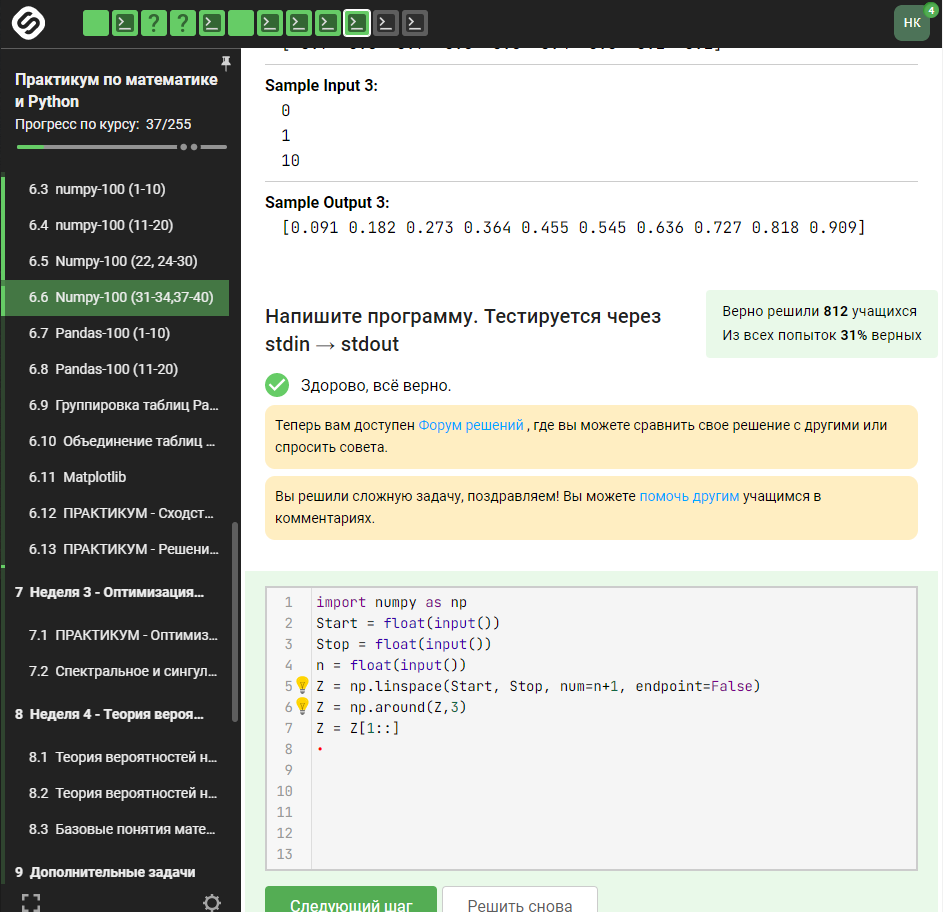 НК
4
Практикум по математике
и Python
Прогресс по курсу: 37/255
6.3 numpy-100 (1-10)
6.4 numpy-100 (11-20)
6.5 Numpy-100 (22, 24-30)
6.6 Numpy-100 (31-34,37-40)
6.7 Pandas-100 (1-10)
6.8 Pandas-100 (11-20)
6.9 Группировка таблиц Pa...
6.10 Объединение таблиц ...
6.11 Matplotlib
6.12 ПРАКТИКУМ - Сходст...
6.13 ПРАКТИКУМ - Решени...
7 Неделя 3 - Оптимизация...
7.1 ПРАКТИКУМ - Оптимиз...
7.2 Спектральное и сингул...
8 Неделя 4 - Теория вероя...
8.1 Теория вероятностей н...
8.2 Теория вероятностей н...
8.3 Базовые понятия мате...
9 Дополнительные задачи
Sample Input 3:
0
1
10
Sample Output 3:
[0.091 0.182 0.273 0.364 0.455 0.545 0.636 0.727 0.818 0.909]
Напишите программу. Тестируется через
stdin → stdout
Верно решили 812 учащихся
Из всех попыток 31% верных
Здорово, всё верно.
Теперь вам доступен Форум решений , где вы можете сравнить свое решение с другими или
спросить совета.
Вы решили сложную задачу, поздравляем! Вы можете помочь другим учащимся в
комментариях.
1 import numpy as np
2 Start = float(input())
3 Stop = float(input())
4 n = float(input())
5 Z = np.linspace(Start, Stop, num=n+1, endpoint=False)
6 Z = np.around(Z,3)
7 Z = Z[1::]
8
9
10
11
12
13
Следующий шаг
Решить снова